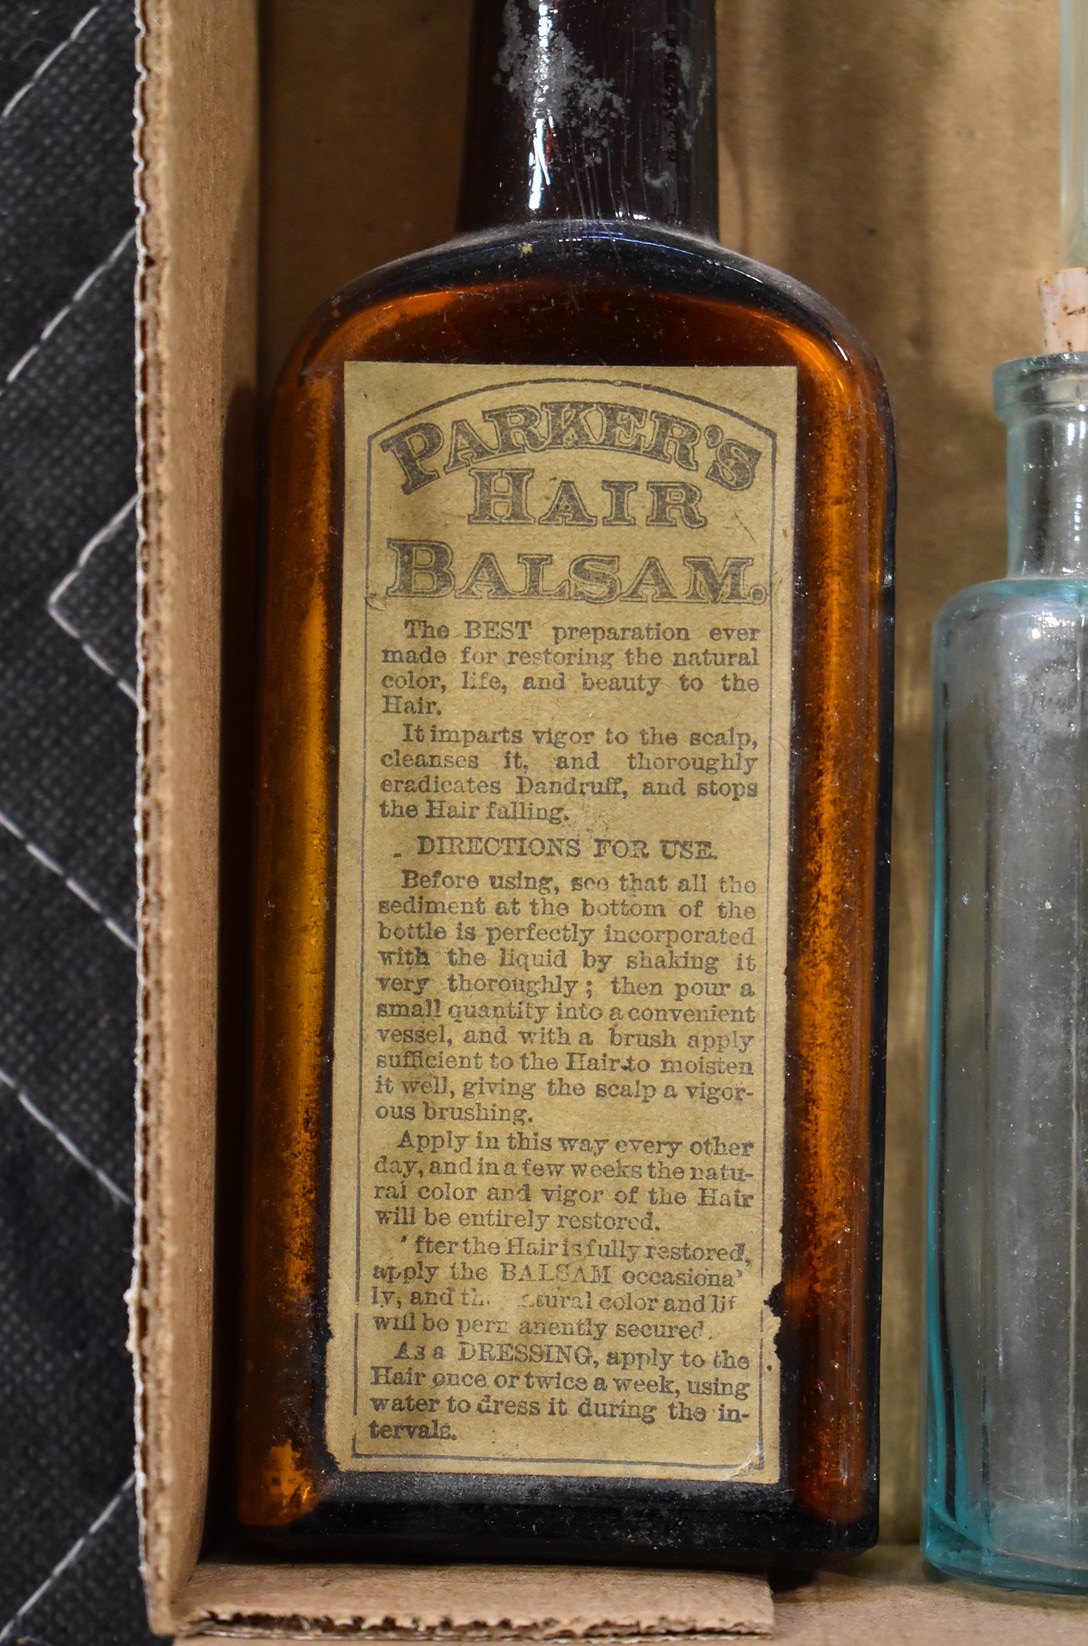 PARKER'S
HAIR
BALSAM.
The BEST preparation ever
made for restoring the natural
color, life, and beauty to the
Hair.
It imparts vigor to the scalp,
cleanses it, and thoroughly
eradicates Dandruff, and stops
the Hair falling.
DIRECTIONS FOR USE.
Before using, see that all the
sediment at the bottom of the
bottle is perfectly incorporated
with the liquid by shaking it
very thoroughly; then pour a
small quantity into a convenient
vessel, and with a brush apply
sufficient to the Hair to moisten
it well, giving the scalp a vigor-
ous brushing.
Apply in this way every other
day, and in a few weeks the natu-
ral color and vigor of the Hair
will be entirely restored.
fter the Hair is fully restored,
apply the BALSAM occasiona
ly, and th tural color and lif
will be permanently secured.
As a DRESSING, apply to the
Hair once or twice a week, using
water to dress it during the in-
tervals.